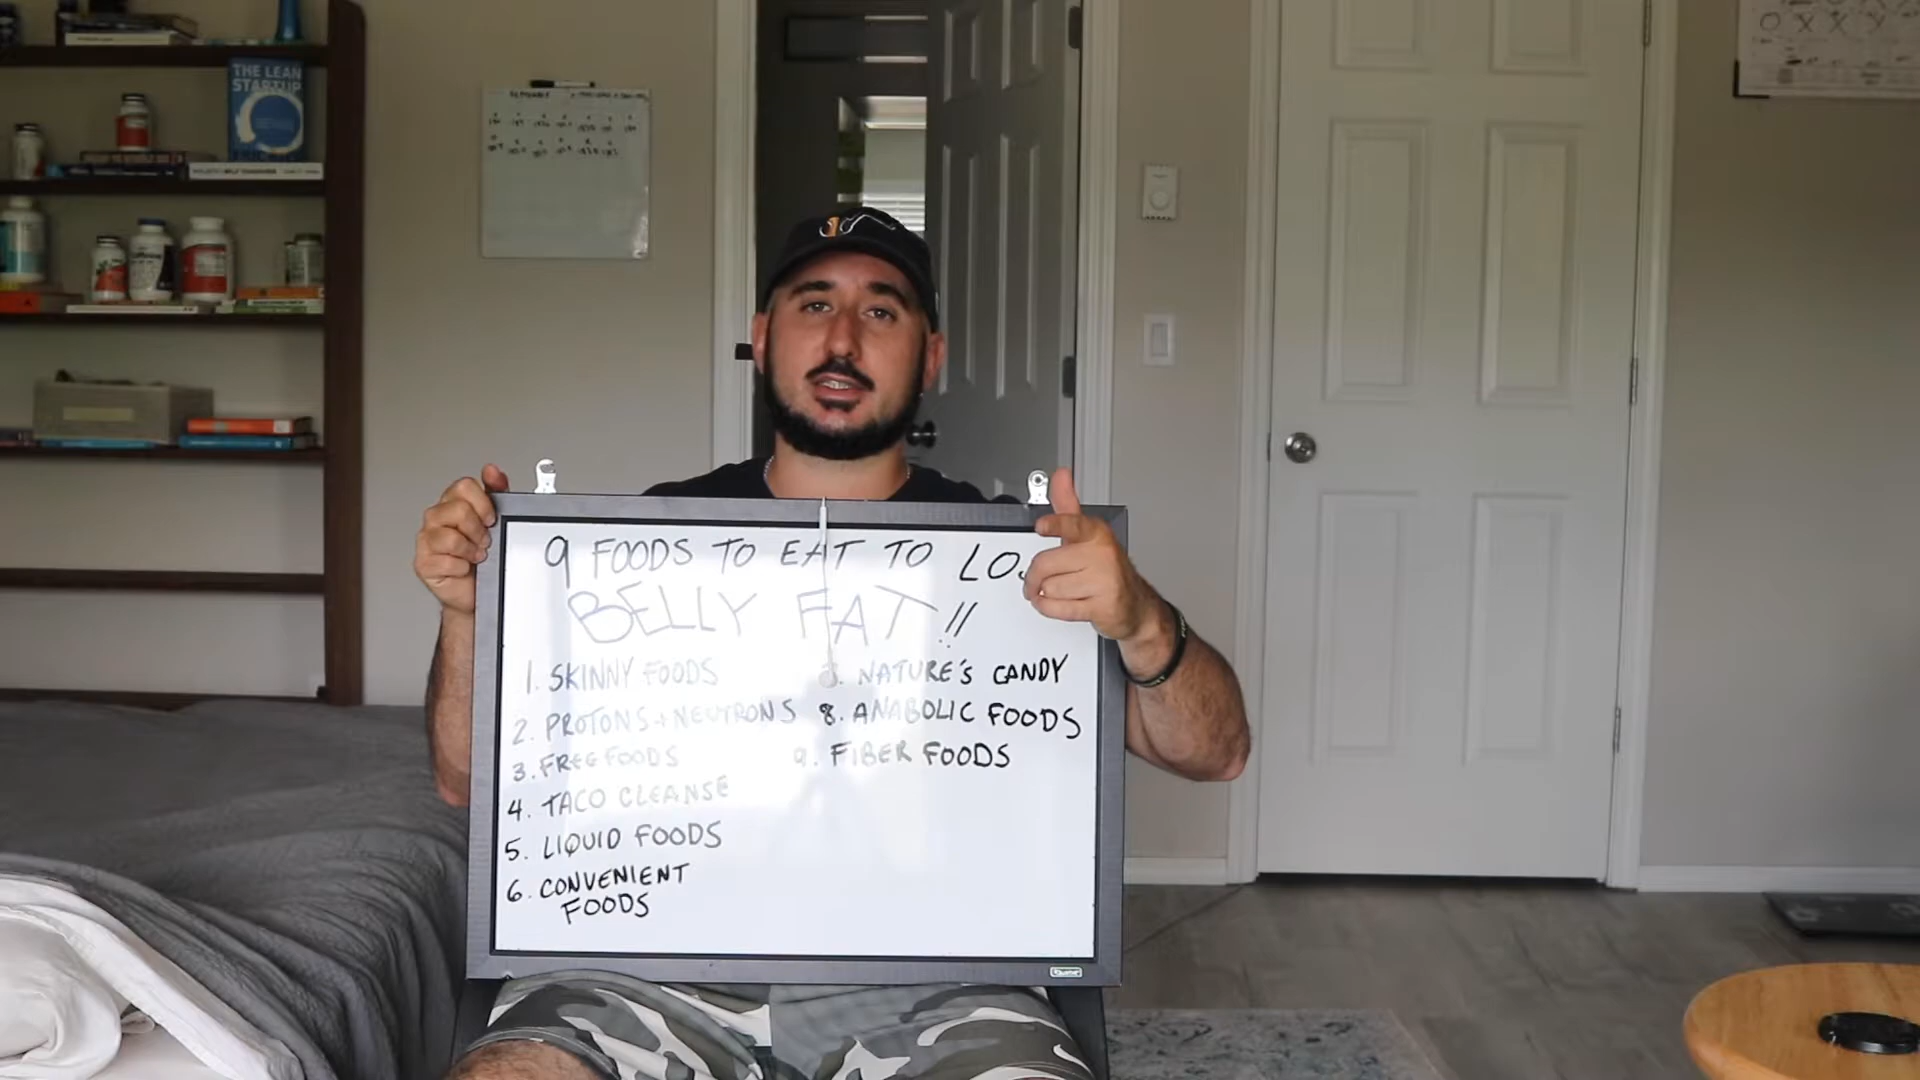 THE LEAN
STARTUP
9 FOODS TO EAT TO LO
BELLY FAT!!
1. SKINNY FOODS
2. PROTONS + NEUTRONS
3. FREE FOODS
4. TACO CLEANSE
5. LIQUID FOODS
6. CONVENIENT
FOODS
NATURE'S CANDY
8. ANABOLIC FOODS
9. FIBER FOODS